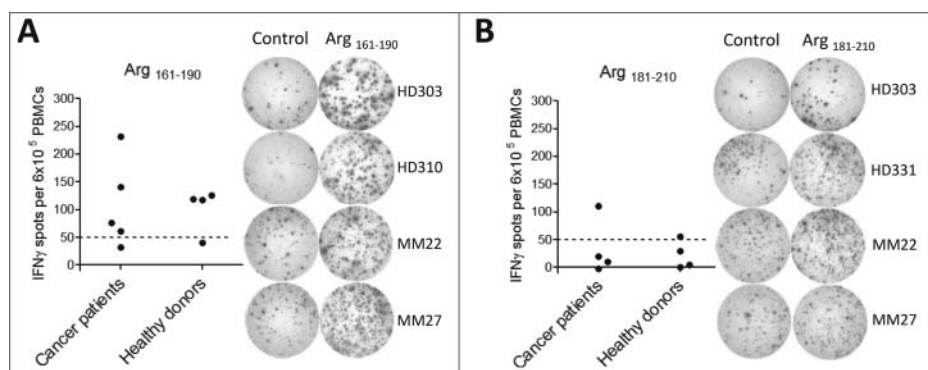 A
Control
Arg 161-190
Arg 161-190
IFNγ spots per 6x10 5 PBMCs
300
250
200
150
100
50
0
Cancer patients
Healthy donors
HD303
HD310
MM22
MM27
B
Control
Arg 181-210
Arg 181-210
IFNγ spots per 6x10 5 PBMCs
300
250
200
150
100
50
0
Cancer patients
Healthy donors
HD303
HD331
MM22
MM27